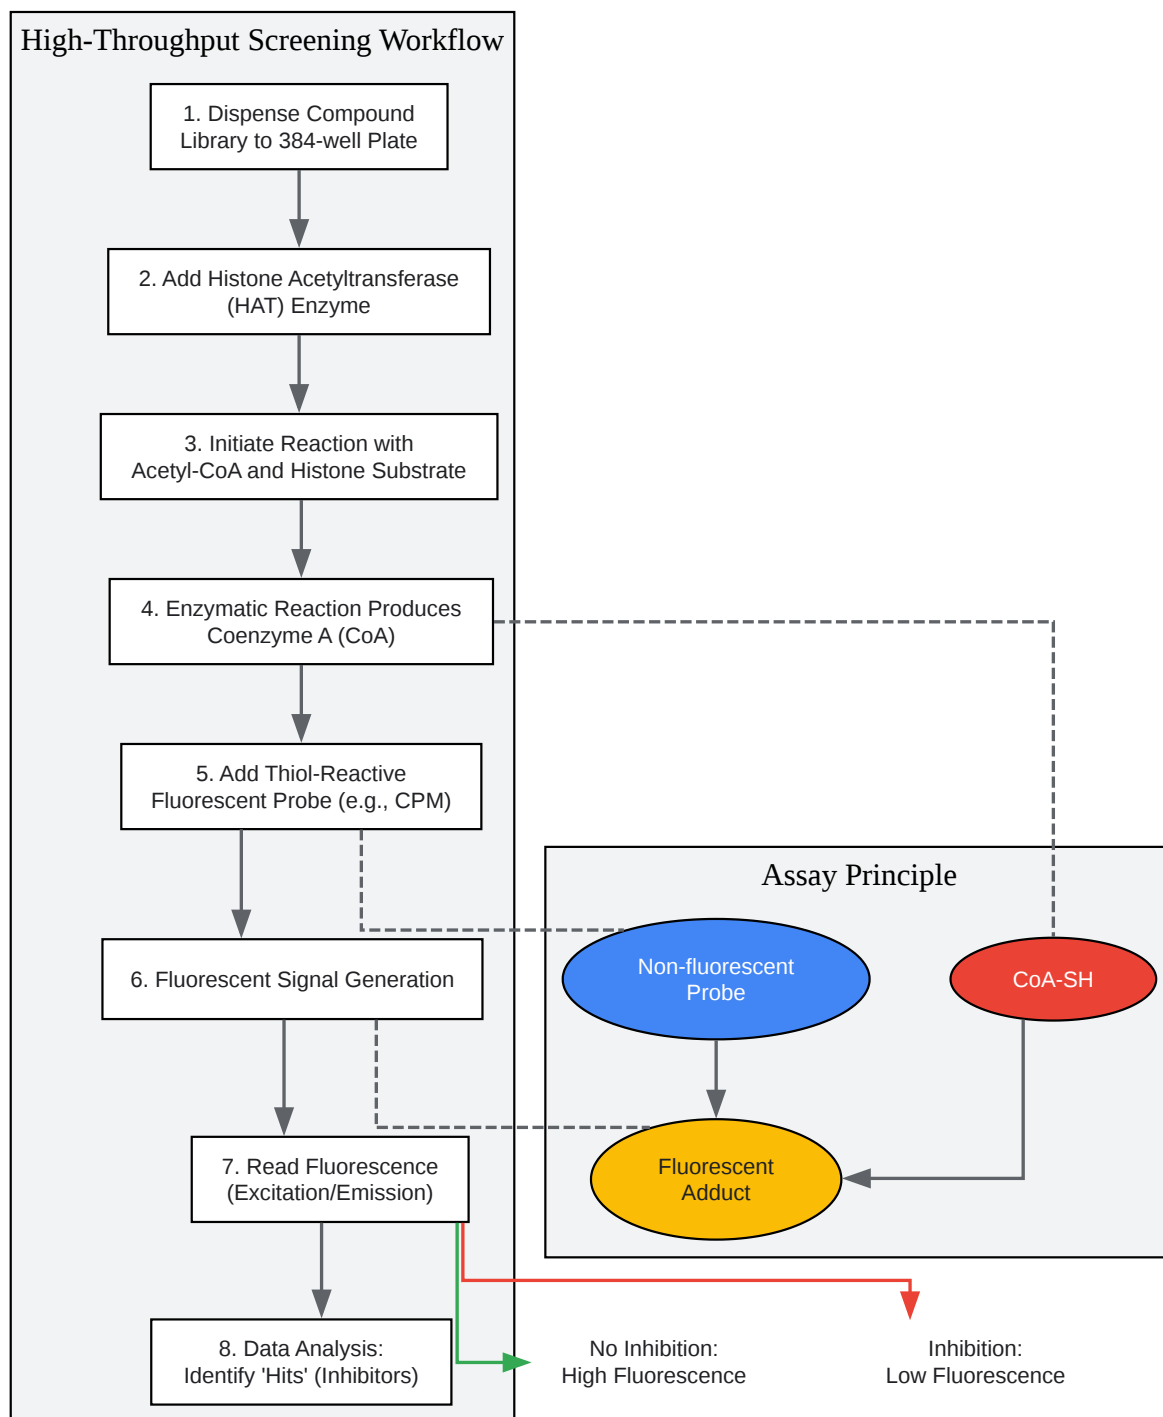 High-Throughput Screening Workflow
1. Dispense Compound
Library to 384-well Plate
2. Add Histone Acetyltransferase
(HAT) Enzyme
3. Initiate Reaction with
Acetyl-CoA and Histone Substrate
4. Enzymatic Reaction Produces
Coenzyme A (CoA)
5. Add Thiol-Reactive
Fluorescent Probe (e.g., CPM)
6. Fluorescent Signal Generation
7. Read Fluorescence
(Excitation/Emission)
8. Data Analysis:
Identify 'Hits' (Inhibitors)
Assay Principle
Non-fluorescent
Probe
CoA-SH
Fluorescent
Adduct
No Inhibition:
High Fluorescence
Inhibition:
Low Fluorescence